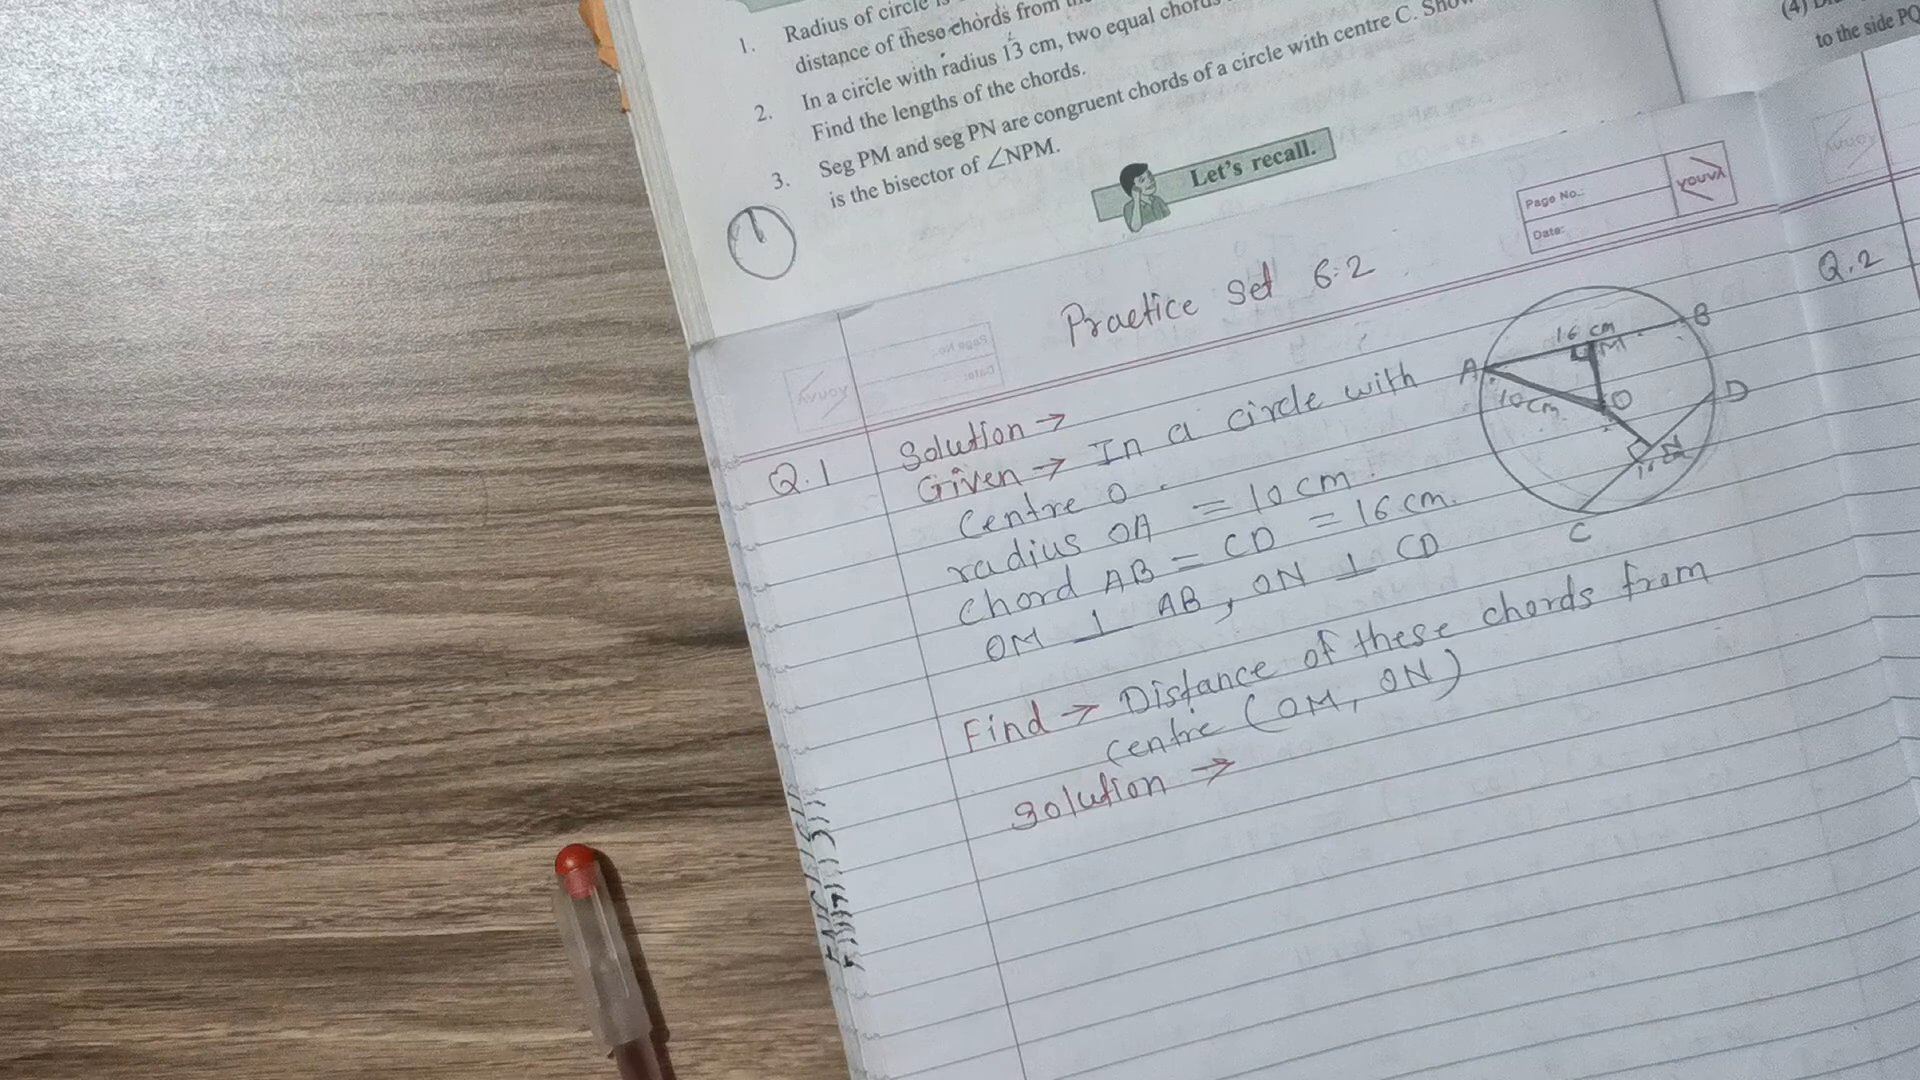 1. Radius of circle is
distance of these chords from the
2. In a circle with radius 13 cm, two equal chords
Find the lengths of the chords.
3. Seg PM and seg PN are congruent chords of a circle with centre C. Show
is the bisector of ∠NPM.
Let's recall.
(4)
to the side PQ
Page No.:
Date:
youva
Practice Set 6.2
Q.2
Q.1 Solution →
Given → In a circle with
Centre O.
radius OA = 10 cm.
Chord AB = CD = 16 cm.
OM ⊥ AB, ON ⊥ CD
Find → Distance of these chords from
centre (OM, ON)
Solution →
A
B
16 cm
M
10cm
O
D
N
C